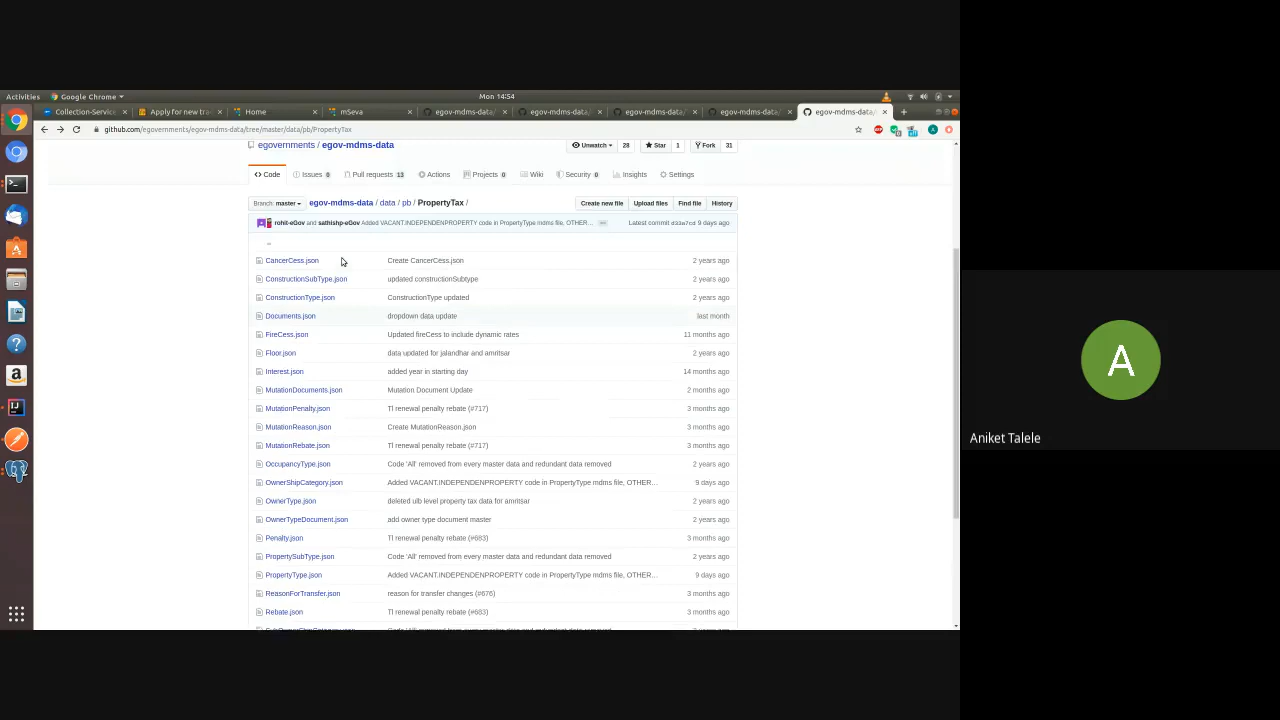 Activities Google Chrome Mon 14:54
Collection-Servic Apply for new tra Home mSeva egov-mdms-data/ egov-mdms-data/ egov-mdms-data/ egov-mdms-data/ egov-mdms-data/
github.com/egovernments/egov-mdms-data/tree/master/data/pb/PropertyTax
egovernments / egov-mdms-data Unwatch 28 Star 1 Fork 31
Code Issues 0 Pull requests 13 Actions Projects 0 Wiki Security 0 Insights Settings
Branch: master egov-mdms-data / data / pb / PropertyTax / Create new file Upload files Find file History
rohit-eGov and sathishp-eGov Added VACANT.INDEPENDENPROPERTY code in PropertyType mdms file, OTHER... Latest commit d33a7cd 9 days ago
..
CancerCess.json Create CancerCess.json 2 years ago
ConstructionSubType.json updated constructionSubtype 2 years ago
ConstructionType.json ConstructionType updated 2 years ago
Documents.json dropdown data update last month
FireCess.json Updated fireCess to include dynamic rates 11 months ago
Floor.json data updated for jalandhar and amritsar 2 years ago
Interest.json added year in starting day 14 months ago
MutationDocuments.json Mutation Document Update 2 months ago
MutationPenalty.json Tl renewal penalty rebate (#717) 3 months ago
MutationReason.json Create MutationReason.json 3 months ago
MutationRebate.json Tl renewal penalty rebate (#717) 3 months ago
OccupancyType.json Code 'All' removed from every master data and redundant data removed 2 years ago
OwnerShipCategory.json Added VACANT.INDEPENDENPROPERTY code in PropertyType mdms file, OTHER... 9 days ago
OwnerType.json deleted ulb level property tax data for amritsar 2 years ago
OwnerTypeDocument.json add owner type document master 2 years ago
Penalty.json Tl renewal penalty rebate (#683) 3 months ago
PropertySubType.json Code 'All' removed from every master data and redundant data removed 2 years ago
PropertyType.json Added VACANT.INDEPENDENPROPERTY code in PropertyType mdms file, OTHER... 9 days ago
ReasonForTransfer.json reason for transfer changes (#676) 3 months ago
Rebate.json Tl renewal penalty rebate (#683) 3 months ago
A
Aniket Talele